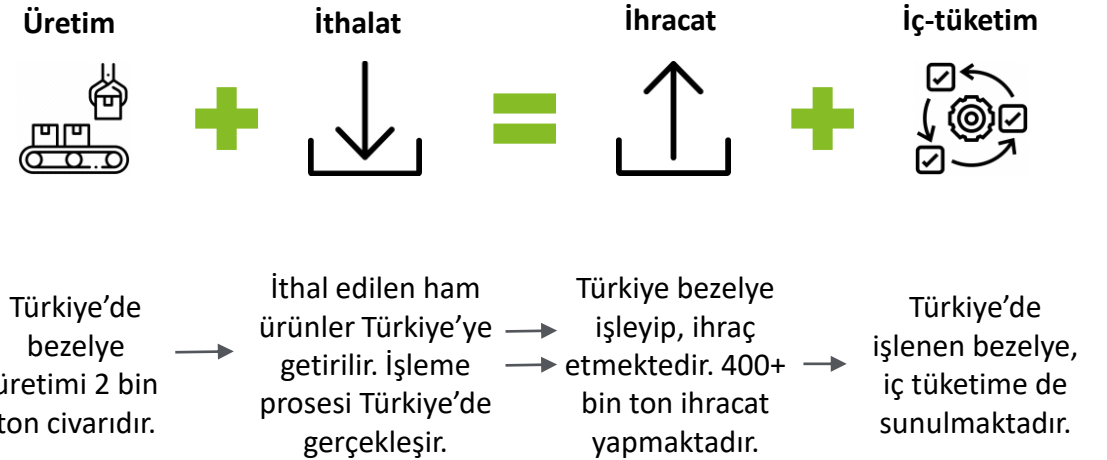 Üretim
İthalat
İhracat
İç-tüketim
Türkiye’de
bezelye
üretimi 2 bin
ton civarıdır.
İthal edilen ham
ürünler Türkiye’ye
getirilir. İşleme
prosesi Türkiye’de
gerçekleşir.
Türkiye bezelye
işleyip, ihraç
etmektedir. 400+
bin ton ihracat
yapmaktadır.
Türkiye’de
işlenen bezelye,
iç tüketime de
sunulmaktadır.